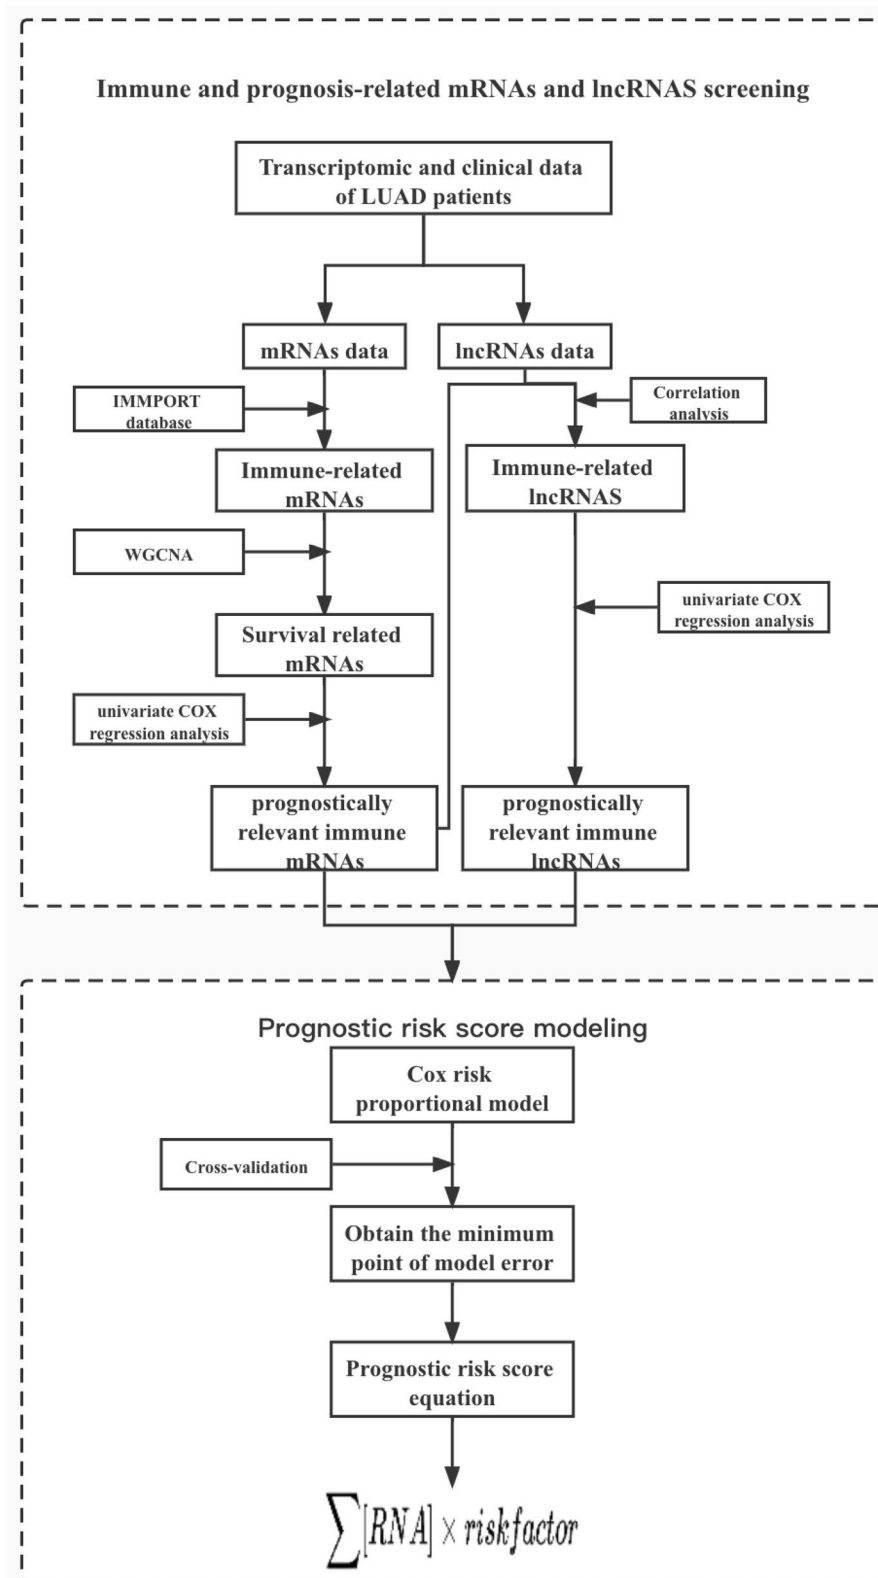 Immune and prognosis-related mRNAs and lncRNAS screening
Transcriptomic and clinical data
of LUAD patients
mRNAs data
lncRNAs data
IMMPORT
database
Correlation
analysis
Immune-related
mRNAs
Immune-related
lncRNAS
WGCNA
univariate COX
regression analysis
Survival related
mRNAs
univariate COX
regression analysis
prognostically
relevant immune
mRNAs
prognostically
relevant immune
lncRNAs
Prognostic risk score modeling
Cox risk
proportional model
Cross-validation
Obtain the minimum
point of model error
Prognostic risk score
equation
∑[RNA] × riskfactor